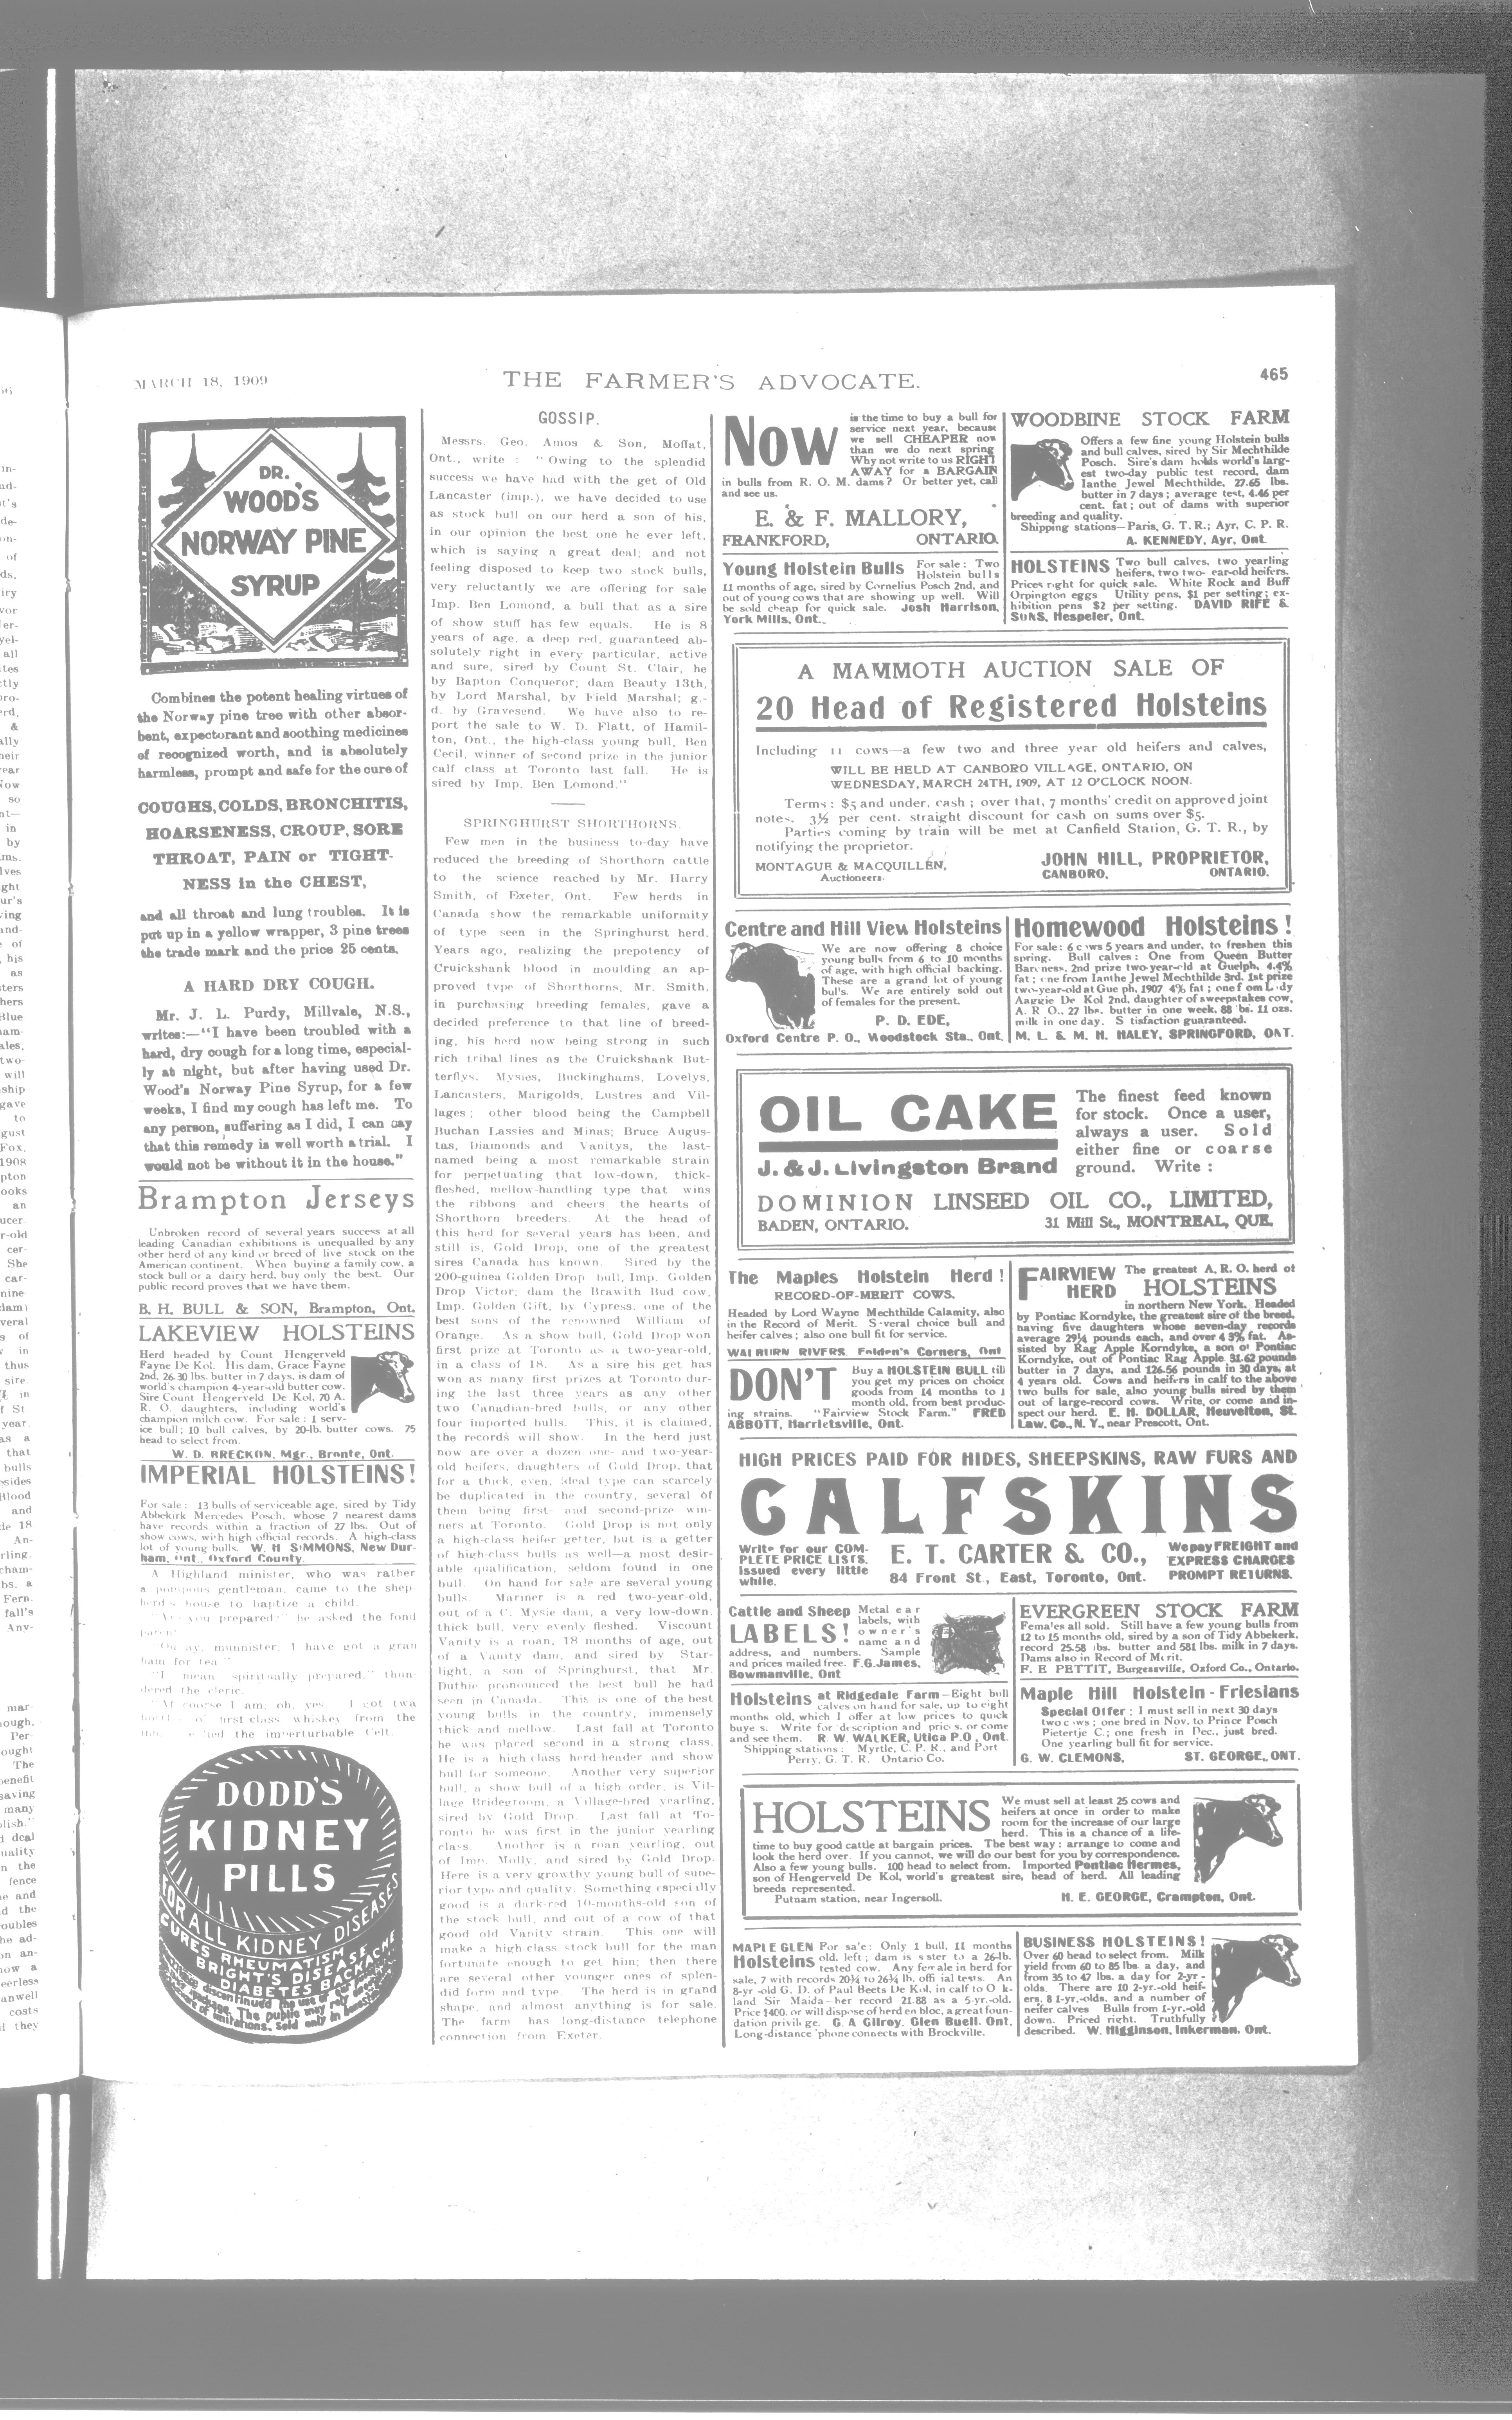 MARCH 18, 1909
THE FARMER'S ADVOCATE.
465
DR.
WOOD'S
NORWAY PINE
SYRUP
Combines the potent healing virtues of
the Norway pine tree with other absor-
bent, expectorant and soothing medicines
of recognized worth, and is absolutely
harmless, prompt and safe for the cure of
COUGHS, COLDS, BRONCHITIS,
HOARSENESS, CROUP, SORE
THROAT, PAIN or TIGHT-
NESS in the CHEST,
and all throat and lung troubles. It is
put up in a yellow wrapper, 3 pine trees
the trade mark and the price 25 cents.
A HARD DRY COUGH.
Mr. J. L. Purdy, Millvale, N.S.,
writes:—"I have been troubled with a
hard, dry cough for a long time, especial-
ly at night, but after having used Dr.
Wood's Norway Pine Syrup, for a few
weeks, I find my cough has left me. To
any person, suffering as I did, I can say
that this remedy is well worth a trial. I
would not be without it in the house."
Brampton Jerseys
Unbroken record of several years success at all
leading Canadian exhibitions is unequalled by any
other herd of any kind or breed of live stock on the
American continent. When buying a family cow, a
stock bull or a dairy herd, buy only the best. Our
public record proves that we have them.
B. H. BULL & SON, Brampton, Ont.
LAKEVIEW HOLSTEINS
Herd headed by Count Hengerveld
Fayne De Kol. His dam, Grace Fayne
2nd, 26.30 lbs. butter in 7 days, is dam of
world's champion 4-year-old butter cow.
Sire Count Hengerveld De Kol, 70 A.
R. O. daughters, including world's
champion milch cow. For sale: 1 serv-
ice bull; 10 bull calves, by 20-lb. butter cows. 75
head to select from.
W. D. BRECKON, Mgr., Bronte, Ont.
IMPERIAL HOLSTEINS!
For sale: 13 bulls of serviceable age, sired by Tidy
Abbekirk Mercedes Posch, whose 7 nearest dams
have records within a fraction of 27 lbs. Out of
show cows, with high official records. A high-class
lot of young bulls. W. H SIMMONS, New Dur-
ham, Ont., Oxford County.
A Highland minister, who was rather
a pompous gentleman, came to the shep-
herd's house to baptize a child.
"Are you prepared?" he asked the fond
parent.
"Ou ay, munnister, I have got a gran
ham for tea."
"I mean spiritually prepared," thun-
dered the cleric.
"Af course I am, oh, yes. I got twa
first-class whiskey from the
the imperturbable Celt.
DODD'S
KIDNEY
PILLS
FOR ALL KIDNEY DISEASES
CURES RHEUMATISM
BRIGHT'S DISEASE
DIABETES BACKACHE
GOSSIP.
Messrs. Geo. Amos & Son, Moffat,
Ont., write: "Owing to the splendid
success we have had with the get of Old
Lancaster (imp.), we have decided to use
as stock bull on our herd a son of his,
in our opinion the best one he ever left,
which is saying a great deal; and not
feeling disposed to keep two stock bulls,
very reluctantly we are offering for sale
Imp. Ben Lomond, a bull that as a sire
of show stuff has few equals. He is 8
years of age, a deep red, guaranteed ab-
solutely right in every particular, active
and sure, sired by Count St. Clair, he
by Bapton Conqueror; dam Beauty 13th,
by Lord Marshal, by Field Marshal; g.-
d. by Gravesend. We have also to re-
port the sale to W. D. Flatt, of Hamil-
ton, Ont., the high-class young bull, Ben
Cecil, winner of second prize in the junior
calf class at Toronto last fall. He is
sired by Imp. Ben Lomond."
SPRINGHURST SHORTHORNS.
Few men in the business to-day have
reduced the breeding of Shorthorn cattle
to the science reached by Mr. Harry
Smith, of Exeter, Ont. Few herds in
Canada show the remarkable uniformity
of type seen in the Springhurst herd.
Years ago, realizing the prepotency of
Cruickshank blood in moulding an ap-
proved type of Shorthorns, Mr. Smith,
in purchasing breeding females, gave a
decided preference to that line of breed-
ing, his herd now being strong in such
rich tribal lines as the Cruickshank But-
terflys, Mysies, Buckinghams, Lovelys,
Lancasters, Marigolds, Lustres and Vil-
lages; other blood being the Campbell
Buchan Lassies and Minas; Bruce Augus-
tas, Diamonds and Vanitys, the last-
named being a most remarkable strain
for perpetuating that low-down, thick-
fleshed, mellow-handling type that wins
the ribbons and cheers the hearts of
Shorthorn breeders. At the head of
this herd for several years has been, and
still is, Gold Drop, one of the greatest
sires Canada has known. Sired by the
200-guinea Golden Drop bull, Imp. Golden
Drop Victor; dam the Brawith Bud cow,
Imp. Golden Gift, by Cypress, one of the
best sons of the renowned William of
Orange. As a show bull, Gold Drop won
first prize at Toronto as a two-year-old,
in a class of 18. As a sire his get has
won as many first prizes at Toronto dur-
ing the last three years as any other
two Canadian-bred bulls, or any other
four imported bulls. This, it is claimed,
the records will show. In the herd just
now are over a dozen one- and two-year-
old heifers, daughters of Gold Drop, that
for a thick, even, ideal type can scarcely
be duplicated in the country, several of
them being first- and second-prize win-
ners at Toronto. Gold Drop is not only
a high-class heifer getter, but is a getter
of high-class bulls as well—a most desir-
able qualification, seldom found in one
bull. On hand for sale are several young
bulls. Mariner is a red two-year-old,
out of a C. Mysie dam, a very low-down,
thick bull, very evenly fleshed. Viscount
Vanity is a roan, 18 months of age, out
of a Vanity dam, and sired by Star-
light, a son of Springhurst, that Mr.
Duthie pronounced the best bull he had
seen in Canada. This is one of the best
young bulls in the country, immensely
thick and mellow. Last fall at Toronto
he was placed second in a strong class.
He is a high-class herd-header and show
bull for someone. Another very superior
bull, a show bull of a high order, is Vil-
lage Bridegroom, a Village-bred yearling,
sired by Gold Drop. Last fall at To-
ronto he was first in the junior yearling
class. Another is a roan yearling, out
of Imp. Molly, and sired by Gold Drop.
Here is a very growthy young bull of supe-
rior type and quality. Something especially
good is a dark-red 10-months-old son of
the stock bull, and out of a cow of that
good old Vanity strain. This one will
make a high-class stock bull for the man
fortunate enough to get him; then there
are several other younger ones of splen-
did form and type. The herd is in grand
shape, and almost anything is for sale.
The farm has long-distance telephone
connection from Exeter.
Now
is the time to buy a bull for
service next year, because
we sell CHEAPER now
than we do next spring
Why not write to us RIGHT
AWAY for a BARGAIN
in bulls from R. O. M. dams? Or better yet, call
and see us.
E. & F. MALLORY,
FRANKFORD, ONTARIO.
Young Holstein Bulls For sale: Two
Holstein bulls
11 months of age, sired by Cornelius Posch 2nd, and
out of young cows that are showing up well. Will
be sold cheap for quick sale. Josh Harrison,
York Mills, Ont.
WOODBINE STOCK FARM
Offers a few fine young Holstein bulls
and bull calves, sired by Sir Mechthilde
Posch. Sire's dam holds world's larg-
est two-day public test record, dam
Ianthe Jewel Mechthilde, 27.65 lbs.
butter in 7 days; average test, 4.46 per
cent. fat; out of dams with superior
breeding and quality.
Shipping stations—Paris, G. T. R.; Ayr, C. P. R.
A. KENNEDY, Ayr, Ont.
HOLSTEINS Two bull calves, two yearling
heifers, two two- ear-old heifers.
Prices right for quick sale. White Rock and Buff
Orpington eggs Utility pens, $1 per setting; ex-
hibition pens $2 per setting. DAVID RIFE &
SONS, Hespeler, Ont.
A MAMMOTH AUCTION SALE OF
20 Head of Registered Holsteins
Including 11 cows—a few two and three year old heifers and calves,
WILL BE HELD AT CANBORO VILLAGE, ONTARIO, ON
WEDNESDAY, MARCH 24TH, 1909, AT 12 O'CLOCK NOON.
Terms: $5 and under, cash; over that, 7 months' credit on approved joint
notes. 3½ per cent. straight discount for cash on sums over $5.
Parties coming by train will be met at Canfield Station, G. T. R., by
notifying the proprietor.
MONTAGUE & MACQUILLEN,
Auctioneers.
JOHN HILL, PROPRIETOR,
CANBORO, ONTARIO.
Centre and Hill View Holsteins
We are now offering 8 choice
young bulls from 6 to 10 months
of age, with high official backing.
These are a grand lot of young
bul's. We are entirely sold out
of females for the present.
P. D. EDE,
Oxford Centre P. O., Woodstock Sta., Ont.
Homewood Holsteins!
For sale: 6 c ws 5 years and under, to freshen this
spring. Bull calves: One from Queen Butter
Baroness, 2nd prize two-year-old at Guelph, 4.4%
fat; one from Ianthe Jewel Mechthilde 3rd, 1st prize
two-year-old at Gue ph, 1907 4% fat; one f om L dy
Aaggie De Kol 2nd, daughter of sweepstakes cow,
A. R O., 27 lbs. butter in one week, 88 bs. 11 ozs.
milk in one day. S tisfaction guaranteed.
M. L. & M. H. HALEY, SPRINGFORD, ONT.
OIL CAKE
J. & J. Livingston Brand
The finest feed known
for stock. Once a user,
always a user. Sold
either fine or coarse
ground. Write:
DOMINION LINSEED OIL CO., LIMITED,
BADEN, ONTARIO. 31 Mill St., MONTREAL, QUE.
The Maples Holstein Herd!
RECORD-OF-MERIT COWS.
Headed by Lord Wayne Mechthilde Calamity, also
in the Record of Merit. S veral choice bull and
heifer calves; also one bull fit for service.
WALBURN RIVERS, Folden's Corners, Ont
DON'T
Buy a HOLSTEIN BULL till
you get my prices on choice
goods from 14 months to 1
month old, from best produc-
ing strains. "Fairview Stock Farm." FRED
ABBOTT, Harrietsville, Ont.
FAIRVIEW HERD
The greatest A. R. O. herd of
HOLSTEINS
in northern New York. Headed
by Pontiac Korndyke, the greatest sire of the breed,
having five daughters whose seven-day records
average 29¼ pounds each, and over 4 3% fat. As-
sisted by Rag Apple Korndyke, a son of Pontiac
Korndyke, out of Pontiac Rag Apple 31.62 pounds
butter in 7 days, and 126.56 pounds in 30 days, at
4 years old. Cows and heifers in calf to the above
two bulls for sale, also young bulls sired by them
out of large-record cows. Write, or come and in-
spect our herd. E. H. DOLLAR, Heuvelton, St.
Law. Co., N. Y., near Prescott, Ont.
HIGH PRICES PAID FOR HIDES, SHEEPSKINS, RAW FURS AND
CALFSKINS
Write for our COM-
PLETE PRICE LISTS.
Issued every little
while.
E. T. CARTER & CO.,
84 Front St., East, Toronto, Ont.
We pay FREIGHT and
EXPRESS CHARGES
PROMPT RETURNS.
Cattle and Sheep
LABELS!
Metal ear
labels, with
owner's
name and
address, and numbers. Sample
and prices mailed free. F. G. James,
Bowmanville, Ont
EVERGREEN STOCK FARM
Females all sold. Still have a few young bulls from
12 to 15 months old, sired by a son of Tidy Abbekerk,
record 25.58 lbs. butter and 581 lbs. milk in 7 days.
Dams also in Record of Merit.
F. E PETTIT, Burgessville, Oxford Co., Ontario.
Holsteins at Ridgedale Farm—Eight bull
calves on hand for sale, up to eight
months old, which I offer at low prices to quick
buye s. Write for description and prices, or come
and see them. R. W. WALKER, Utica P.O., Ont.
Shipping stations: Myrtle, C. P. R., and Port
Perry, G. T. R. Ontario Co.
Maple Hill Holstein-Friesians
Special Offer: I must sell in next 30 days
two c ws; one bred in Nov. to Prince Posch
Pietertje C.; one fresh in Dec., just bred.
One yearling bull fit for service.
G. W. CLEMONS, ST. GEORGE, ONT.
HOLSTEINS
We must sell at least 25 cows and
heifers at once in order to make
room for the increase of our large
herd. This is a chance of a life-
time to buy good cattle at bargain prices. The best way: arrange to come and
look the herd over. If you cannot, we will do our best for you by correspondence.
Also a few young bulls. 100 head to select from. Imported Pontiac Hermes,
son of Hengerveld De Kol, world's greatest sire, head of herd. All leading
breeds represented.
Putnam station, near Ingersoll. H. E. GEORGE, Crampton, Ont.
MAPLE GLEN
Holsteins
For sale: Only 1 bull, 11 months
old, left; dam is s ster to a 26-lb.
tested cow. Any female in herd for
sale, 7 with records 20¼ to 26¼ lb. offi ial tests. An
8-yr -old G. D. of Paul Beets De Kol, in calf to O k-
land Sir Maida—her record 21.88 as a 5-yr.-old.
Price $400, or will dispose of herd en bloc, a great foun-
dation privil ge. G. A Gilroy, Glen Buell, Ont.
Long-distance 'phone connects with Brockville.
BUSINESS HOLSTEINS!
Over 60 head to select from. Milk
yield from 60 to 85 lbs. a day, and
from 35 to 47 lbs. a day for 2-yr -
olds. There are 10 2-yr.-old heif-
ers, 8 1-yr.-olds, and a number of
heifer calves Bulls from 1-yr.-old
down. Priced right. Truthfully
described. W. Higginson, Inkerman, Ont.